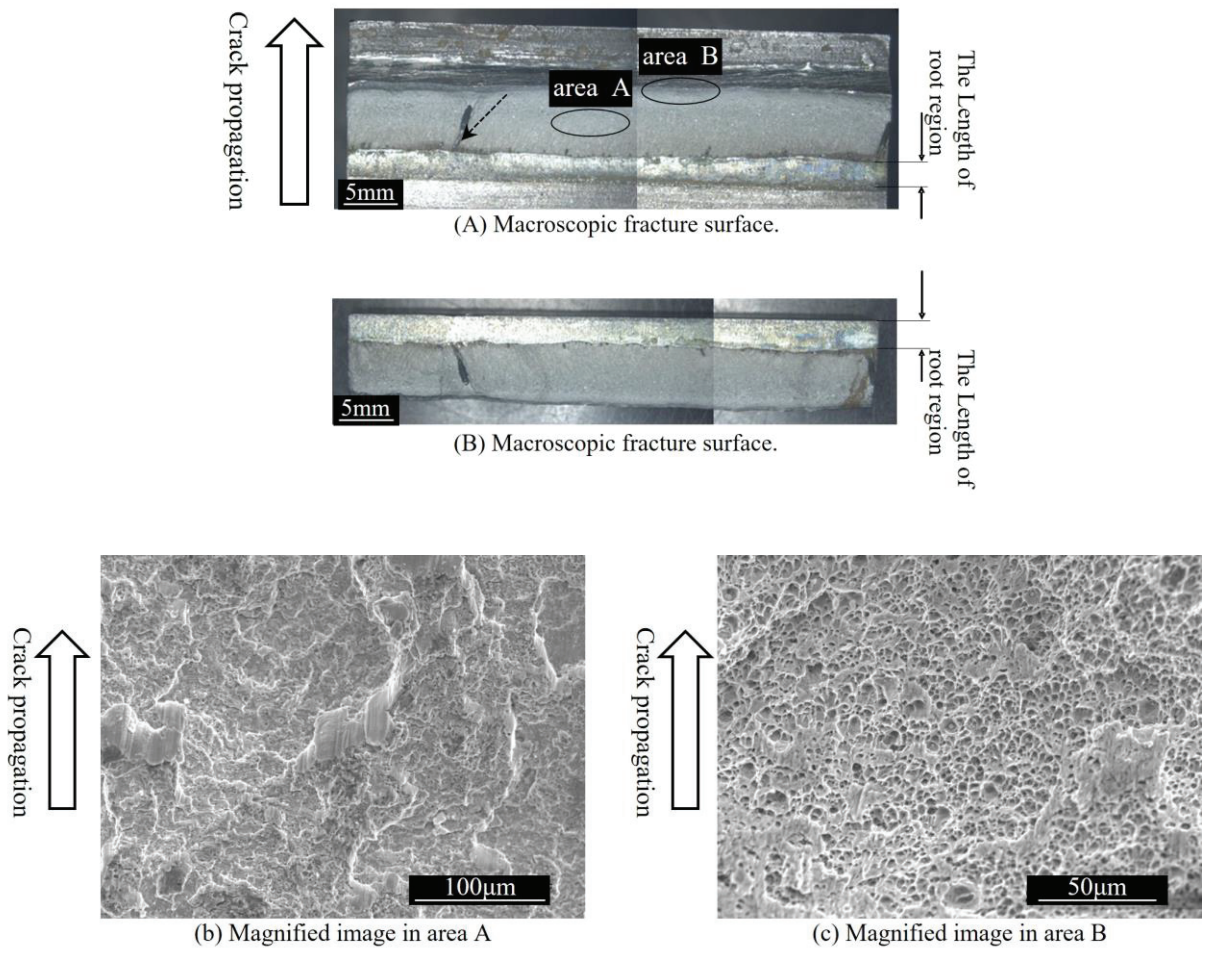 Crack propagation
area A
area B
The Length of
root region
5mm
(A) Macroscopic fracture surface.
5mm
The Length of
root region
(B) Macroscopic fracture surface.
Crack propagation
100μm
(b) Magnified image in area A
Crack propagation
50μm
(c) Magnified image in area B